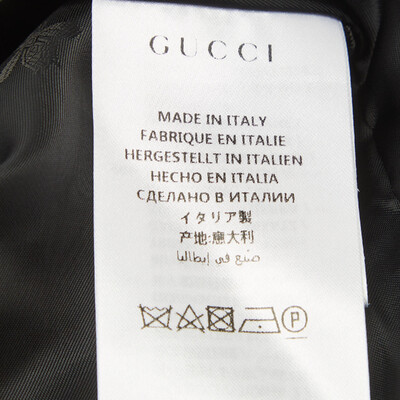 GUCCI
MADE IN ITALY
FABRIQUE EN ITALIE
HERGESTELLT IN ITALIEN
HECHO EN ITALIA
СДЕЛАНО В ИТАЛИИ
イタリア製
产地:意大利
صنع في إيطاليا
P